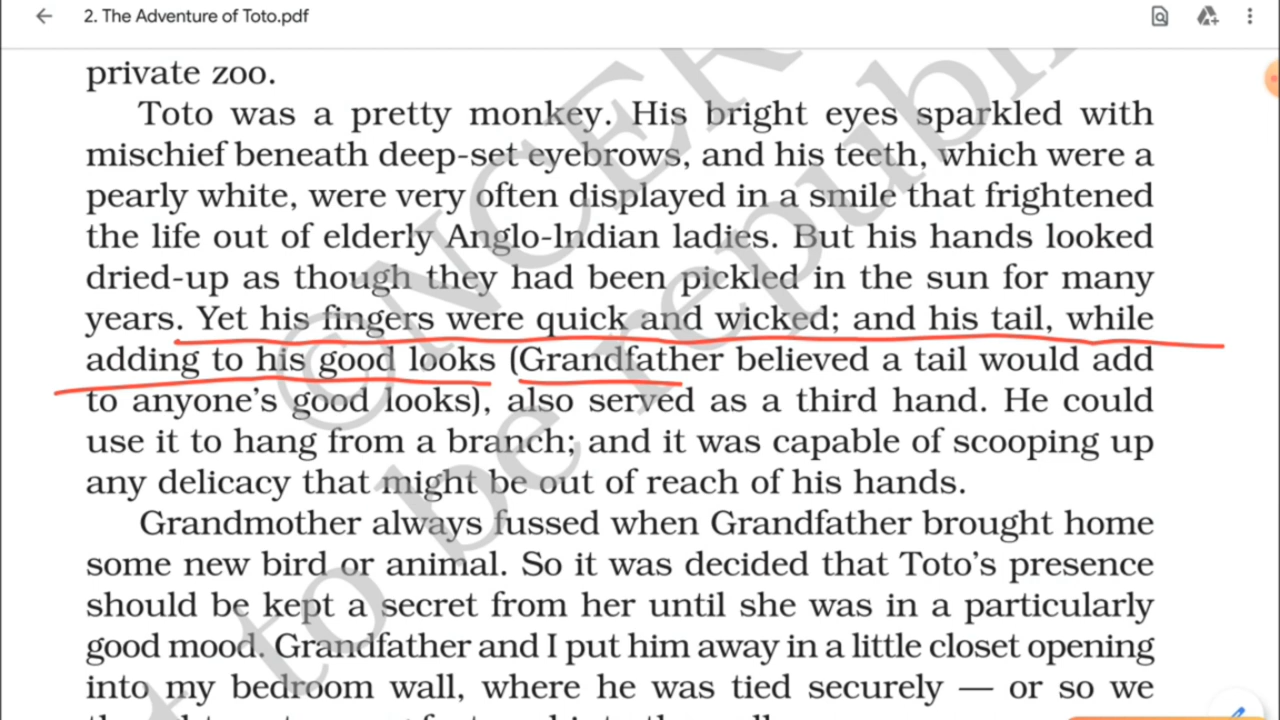 2. The Adventure of Toto.pdf
private zoo.
Toto was a pretty monkey. His bright eyes sparkled with
mischief beneath deep-set eyebrows, and his teeth, which were a
pearly white, were very often displayed in a smile that frightened
the life out of elderly Anglo-Indian ladies. But his hands looked
dried-up as though they had been pickled in the sun for many
years. Yet his fingers were quick and wicked; and his tail, while
adding to his good looks (Grandfather believed a tail would add
to anyone's good looks), also served as a third hand. He could
use it to hang from a branch; and it was capable of scooping up
any delicacy that might be out of reach of his hands.
Grandmother always fussed when Grandfather brought home
some new bird or animal. So it was decided that Toto's presence
should be kept a secret from her until she was in a particularly
good mood. Grandfather and I put him away in a little closet opening
into my bedroom wall, where he was tied securely — or so we